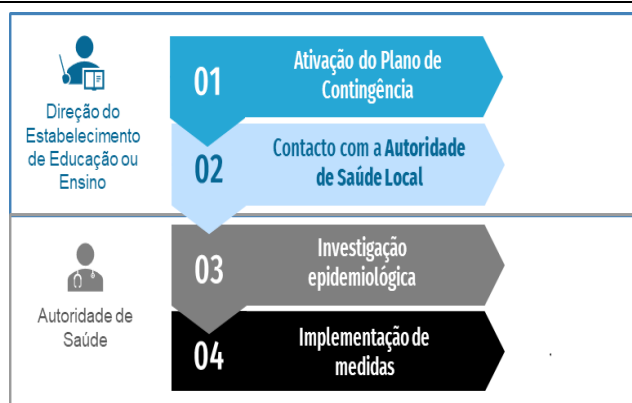 Direção do
Estabelecimento
de Educação ou
Ensino
01
Ativação do Plano de
Contingência
02
Contacto com a Autoridade
de Saúde Local
Autoridade de
Saúde
03
Investigação
epidemiológica
04
Implementação de
medidas
.